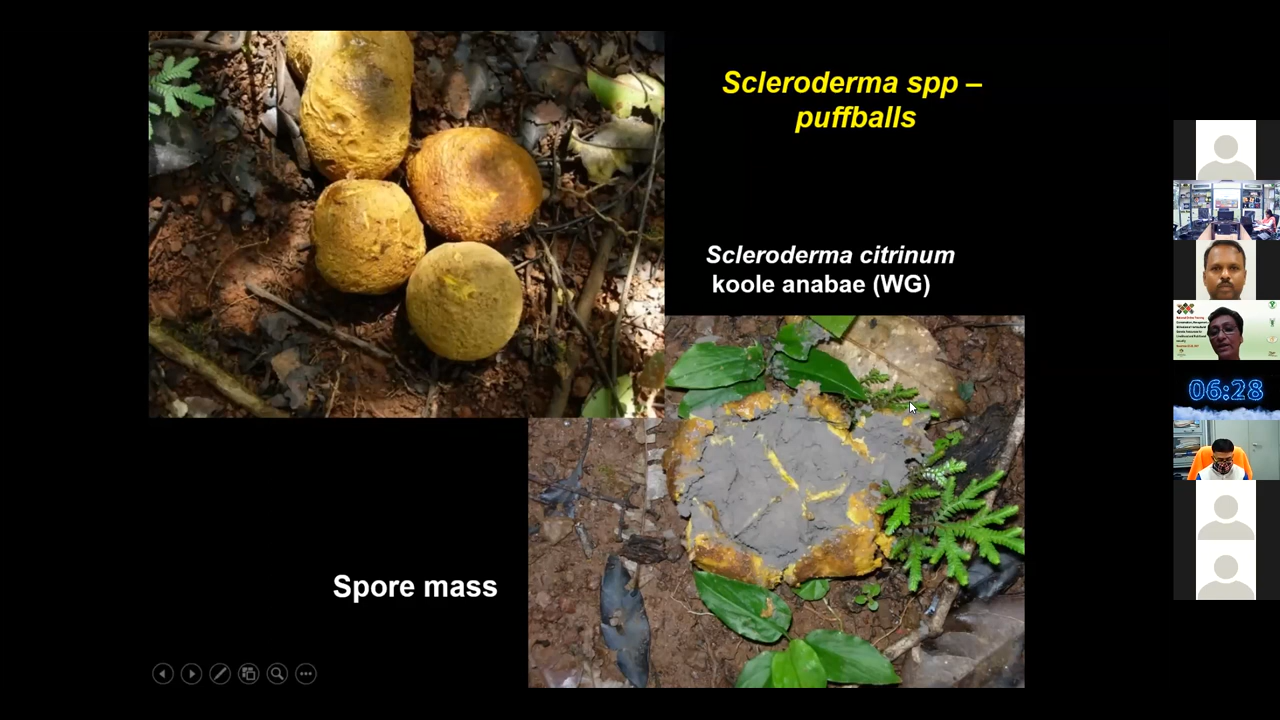 Scleroderma spp –
puffballs
Scleroderma citrinum
koole anabae (WG)
Spore mass
06:28